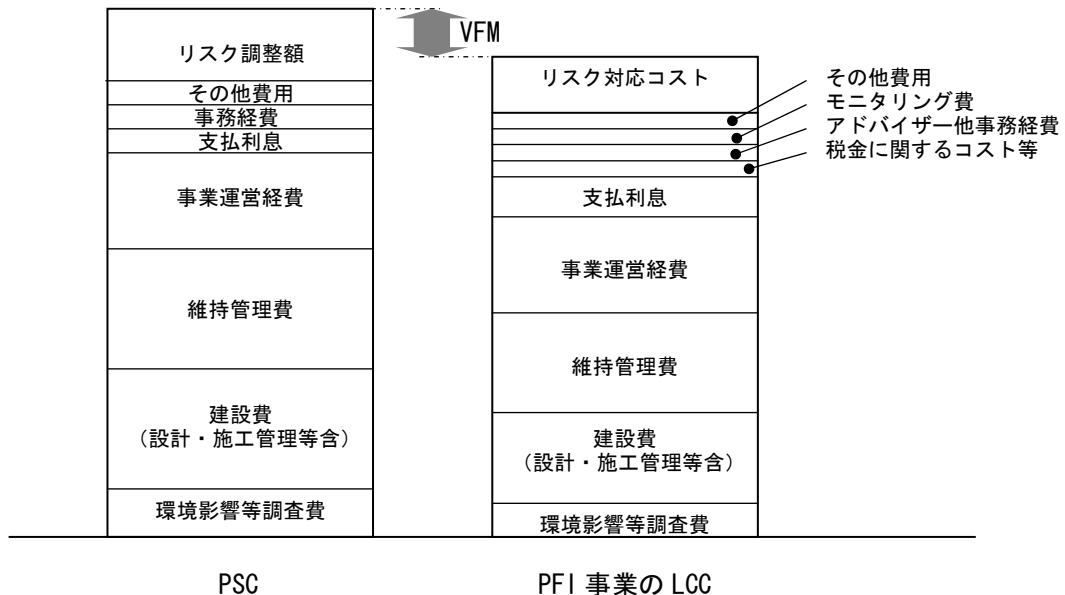 VFM
リスク調整額
その他費用
事務経費
支払利息
事業運営経費
維持管理費
建設費
（設計・施工管理等含）
環境影響等調査費
リスク対応コスト
その他費用
モニタリング費
アドバイザー他事務経費
税金に関するコスト等
支払利息
事業運営経費
維持管理費
建設費
（設計・施工管理等含）
環境影響等調査費
PSC
PFI 事業の LCC